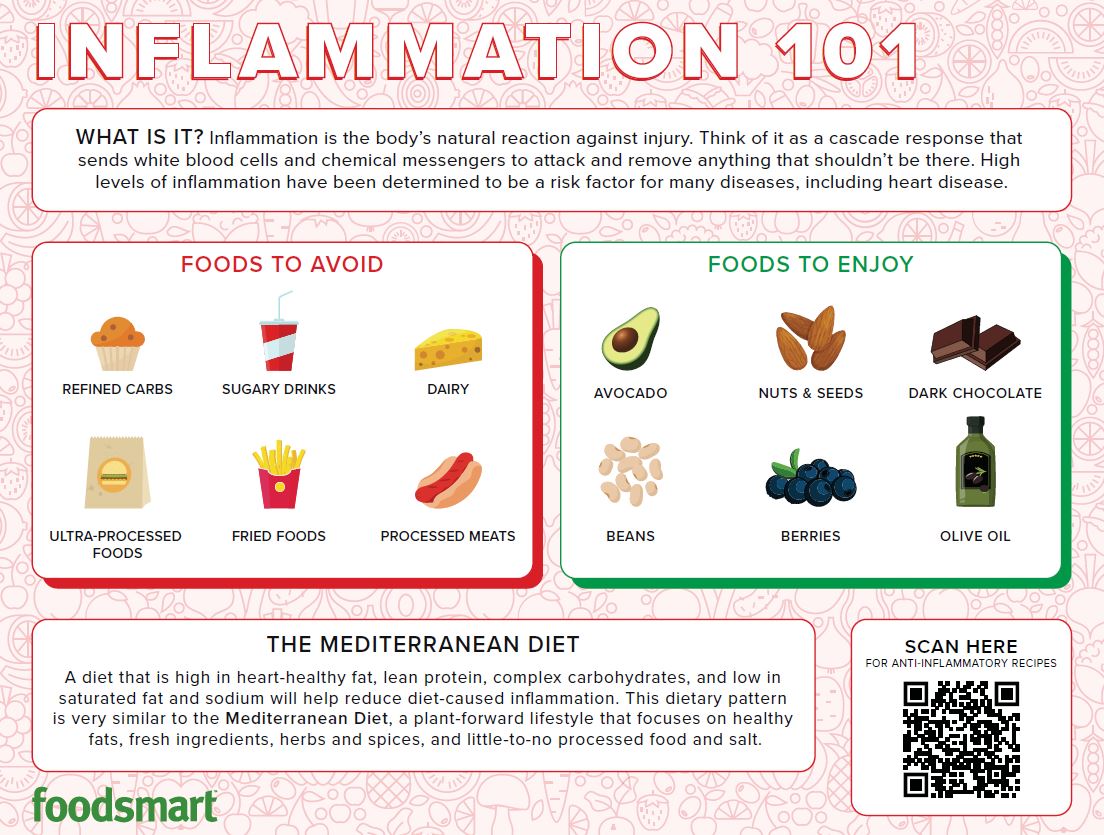 INFLAMMATION 101
WHAT IS IT? Inflammation is the body's natural reaction against injury. Think of it as a cascade response that
sends white blood cells and chemical messengers to attack and remove anything that shouldn't be there. High
levels of inflammation have been determined to be a risk factor for many diseases, including heart disease.
FOODS TO AVOID
REFINED CARBS
SUGARY DRINKS
DAIRY
ULTRA-PROCESSED
FOODS
FRIED FOODS
PROCESSED MEATS
FOODS TO ENJOY
AVOCADO
NUTS & SEEDS
DARK CHOCOLATE
BEANS
BERRIES
OLIVE OIL
THE MEDITERRANEAN DIET
A diet that is high in heart-healthy fat, lean protein, complex carbohydrates, and low in
saturated fat and sodium will help reduce diet-caused inflammation. This dietary pattern
is very similar to the Mediterranean Diet, a plant-forward lifestyle that focuses on healthy
fats, fresh ingredients, herbs and spices, and little-to-no processed food and salt.
SCAN HERE
FOR ANTI-INFLAMMATORY RECIPES
foodsmart